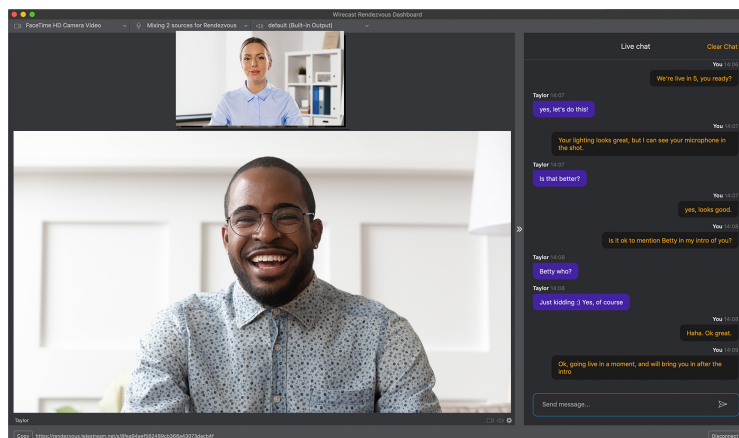 Wirecast Rendezvous Dashboard
FaceTime HD Camera Video
Mixing 2 sources for Rendezvous
default (Built-in Output)
Live chat
Clear Chat
You 14:06
We're live in 5, you ready?
Taylor 14:07
yes, let's do this!
You 14:07
Your lighting looks great, but I can see your microphone in
the shot.
Taylor 14:07
Is that better?
You 14:07
yes, looks good.
You 14:08
Is it ok to mention Betty in my intro of you?
Taylor 14:08
Betty who?
Taylor 14:08
Just kidding :) Yes, of course
You 14:08
Haha. Ok great.
You 14:09
Ok, going live in a moment, and will bring you in after the
intro
Send message...
Taylor
Copy
Disconnect